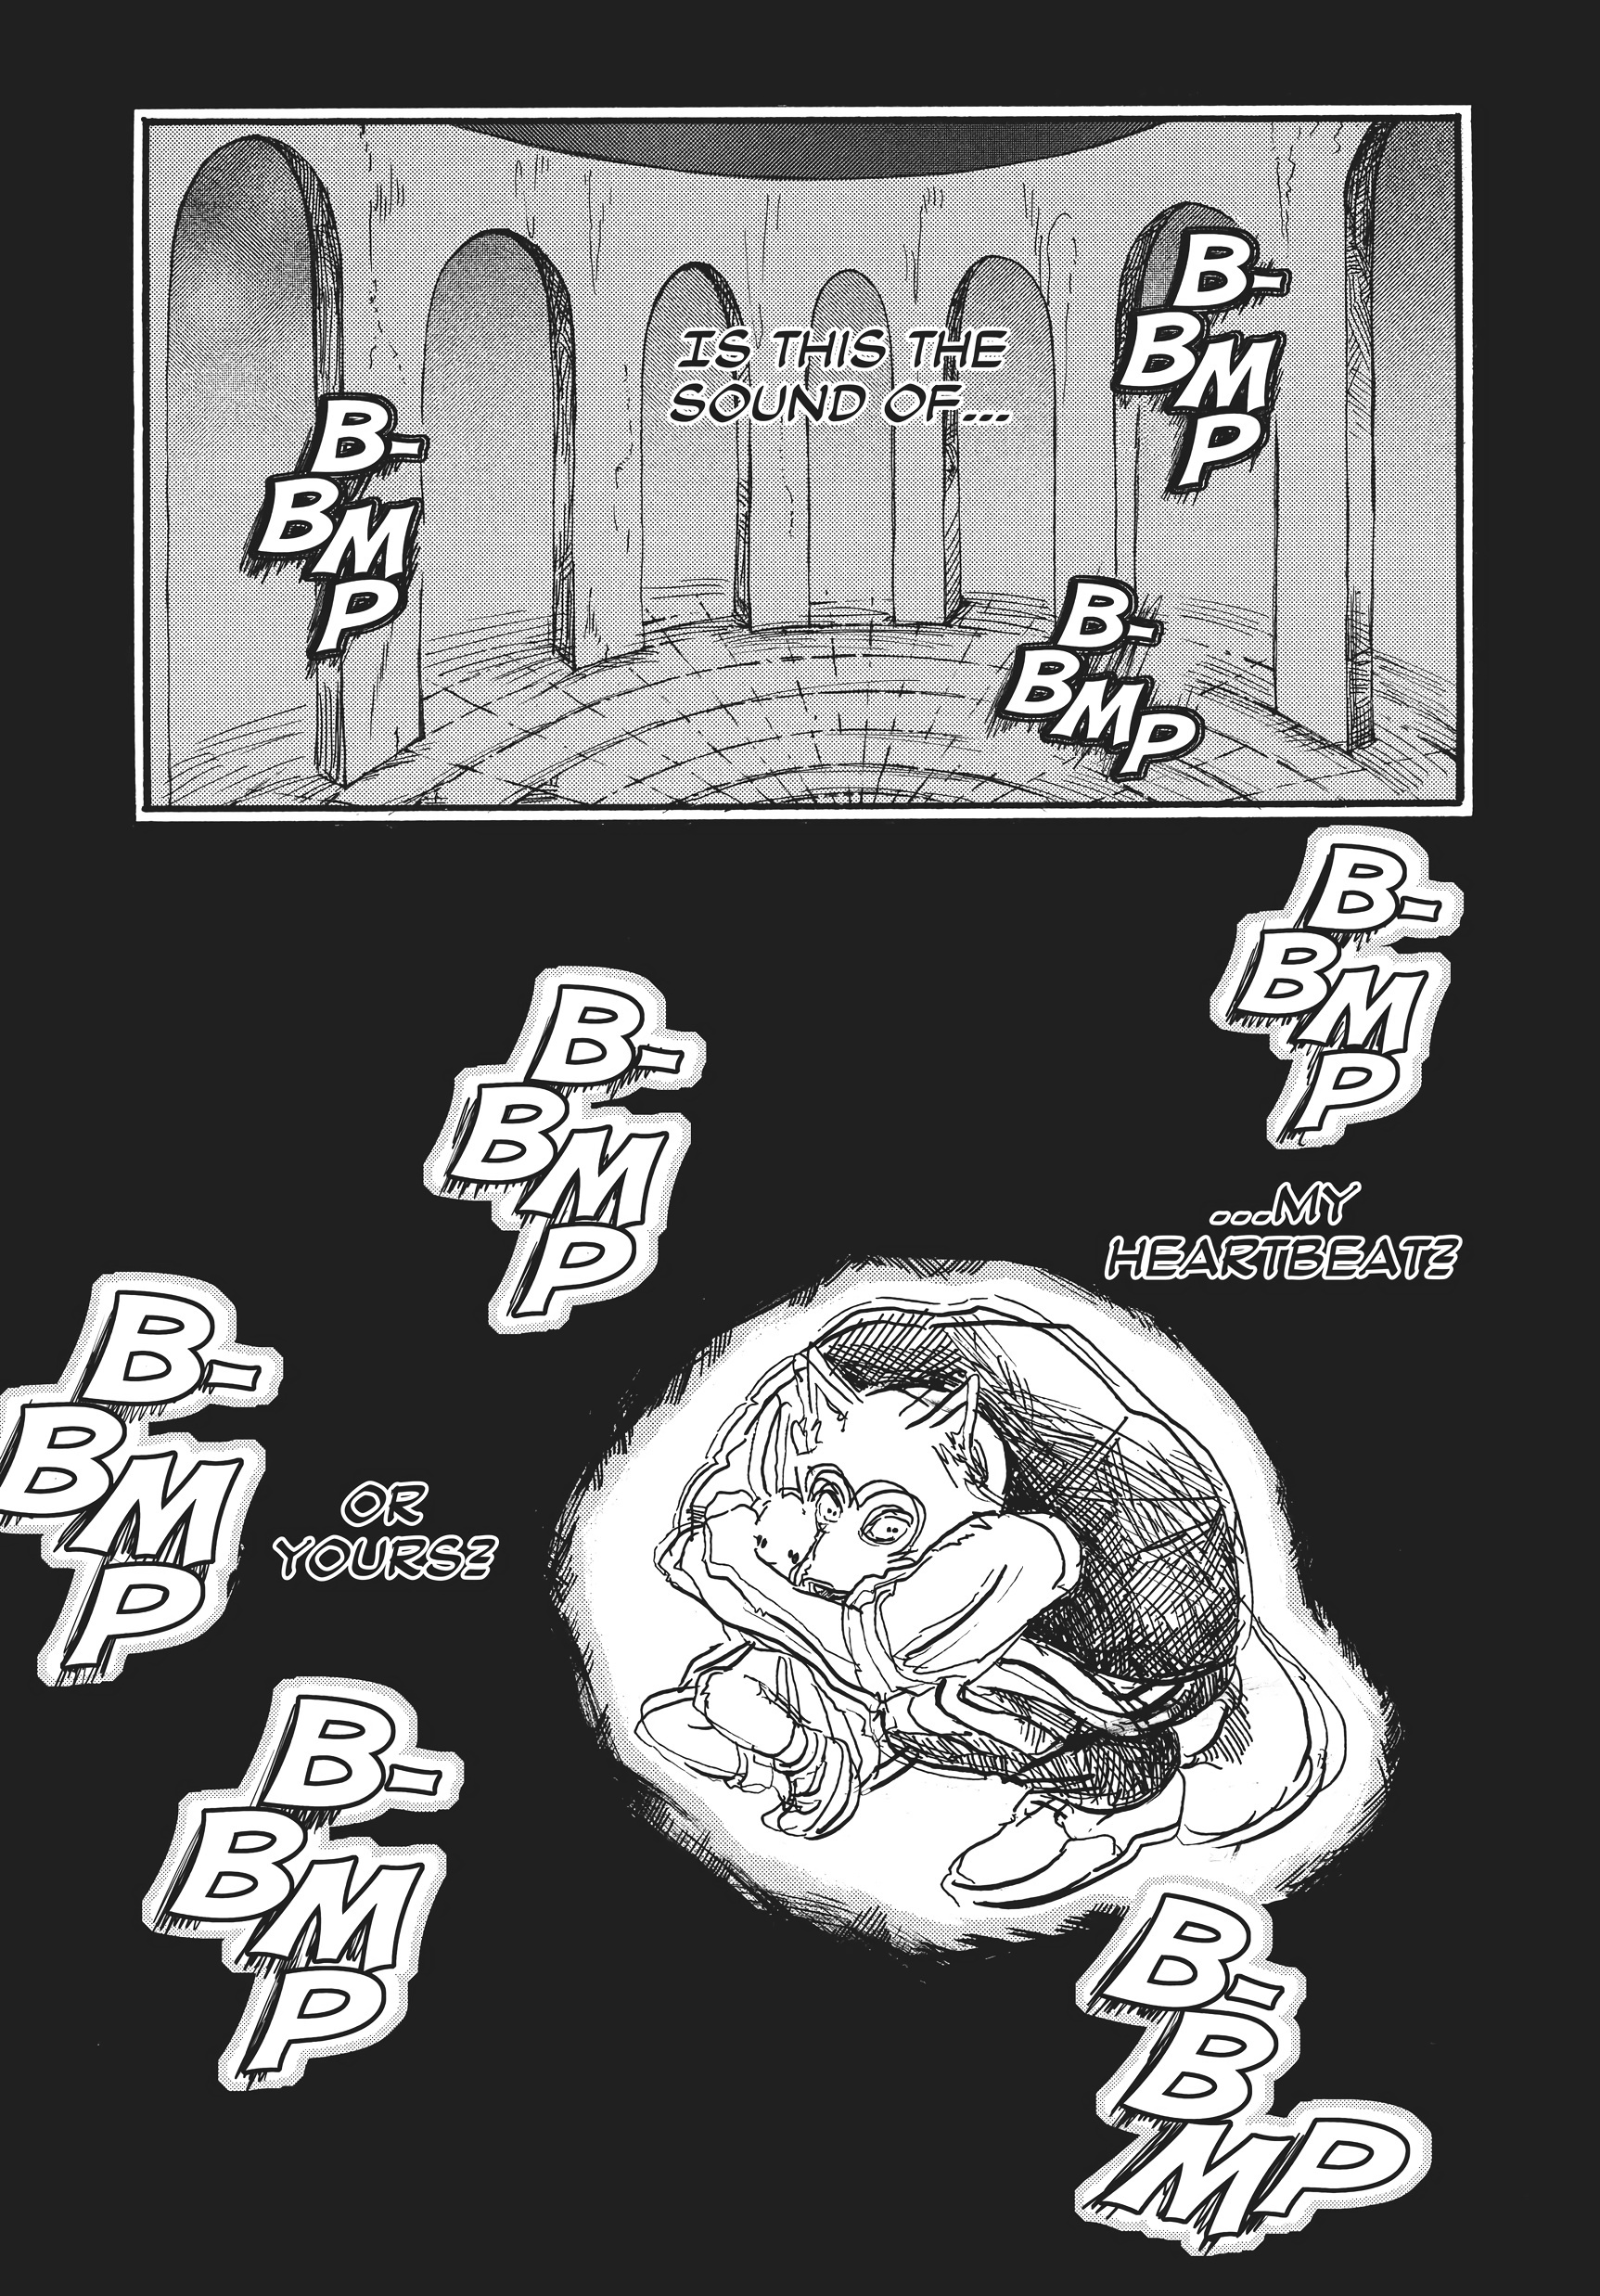 B-
BMP
IS THIS THE
SOUND OF...
B-
BMP
B-
BMP
B-
BMP
...MY
HEARTBEAT?
B-
BMP
B-
BMP
OR
YOURS?
B-
BMP
B-
BMP